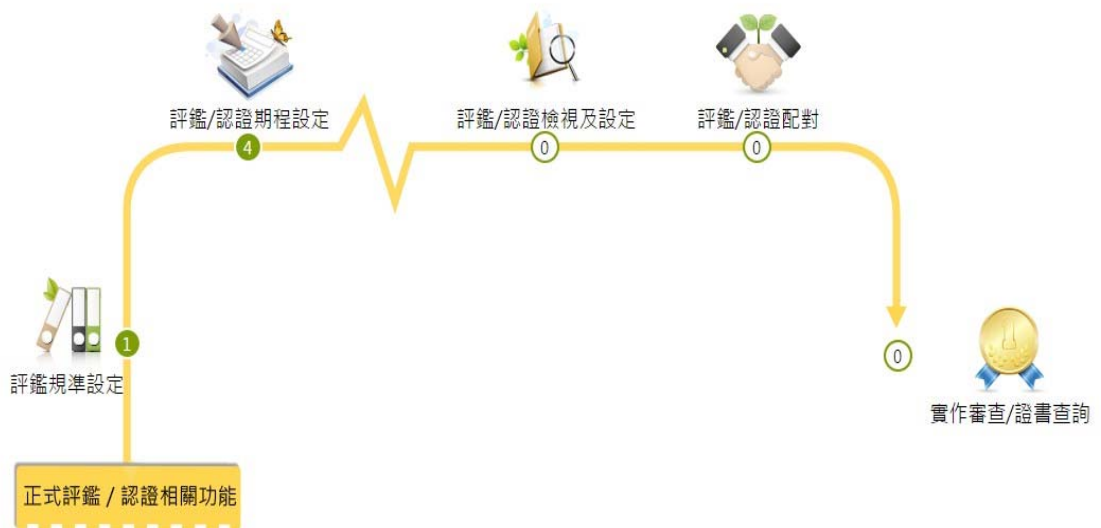 評鑑/認證期程設定
評鑑/認證檢視及設定
評鑑/認證配對
4
0
0
1
0
評鑑規準設定
實作審查/證書查詢
正式評鑑 / 認證相關功能